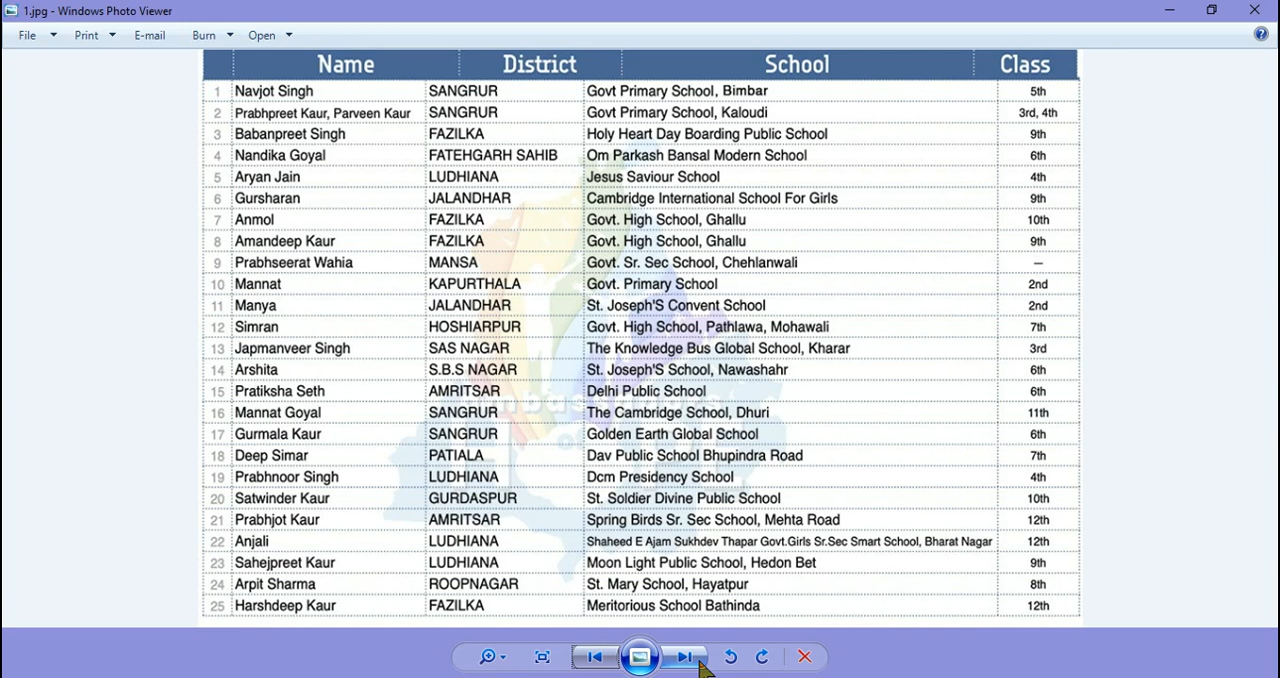 1.jpg - Windows Photo Viewer
File Print E-mail Burn Open
Name District School Class
1 Navjot Singh SANGRUR Govt Primary School, Bimbar 5th
2 Prabhpreet Kaur, Parveen Kaur SANGRUR Govt Primary School, Kaloudi 3rd, 4th
3 Babanpreet Singh FAZILKA Holy Heart Day Boarding Public School 9th
4 Nandika Goyal FATEHGARH SAHIB Om Parkash Bansal Modern School 6th
5 Aryan Jain LUDHIANA Jesus Saviour School 4th
6 Gursharan JALANDHAR Cambridge International School For Girls 9th
7 Anmol FAZILKA Govt. High School, Ghallu 10th
8 Amandeep Kaur FAZILKA Govt. High School, Ghallu 9th
9 Prabhseerat Wahia MANSA Govt. Sr. Sec School, Chehlanwali –
10 Mannat KAPURTHALA Govt. Primary School 2nd
11 Manya JALANDHAR St. Joseph'S Convent School 2nd
12 Simran HOSHIARPUR Govt. High School, Pathlawa, Mohawali 7th
13 Japmanveer Singh SAS NAGAR The Knowledge Bus Global School, Kharar 3rd
14 Arshita S.B.S NAGAR St. Joseph'S School, Nawashahr 6th
15 Pratiksha Seth AMRITSAR Delhi Public School 6th
16 Mannat Goyal SANGRUR The Cambridge School, Dhuri 11th
17 Gurmala Kaur SANGRUR Golden Earth Global School 6th
18 Deep Simar PATIALA Dav Public School Bhupindra Road 7th
19 Prabhnoor Singh LUDHIANA Dcm Presidency School 4th
20 Satwinder Kaur GURDASPUR St. Soldier Divine Public School 10th
21 Prabhjot Kaur AMRITSAR Spring Birds Sr. Sec School, Mehta Road 12th
22 Anjali LUDHIANA Shaheed E Ajam Sukhdev Thapar Govt.Girls Sr.Sec Smart School, Bharat Nagar 12th
23 Sahejpreet Kaur LUDHIANA Moon Light Public School, Hedon Bet 9th
24 Arpit Sharma ROOPNAGAR St. Mary School, Hayatpur 8th
25 Harshdeep Kaur FAZILKA Meritorious School Bathinda 12th